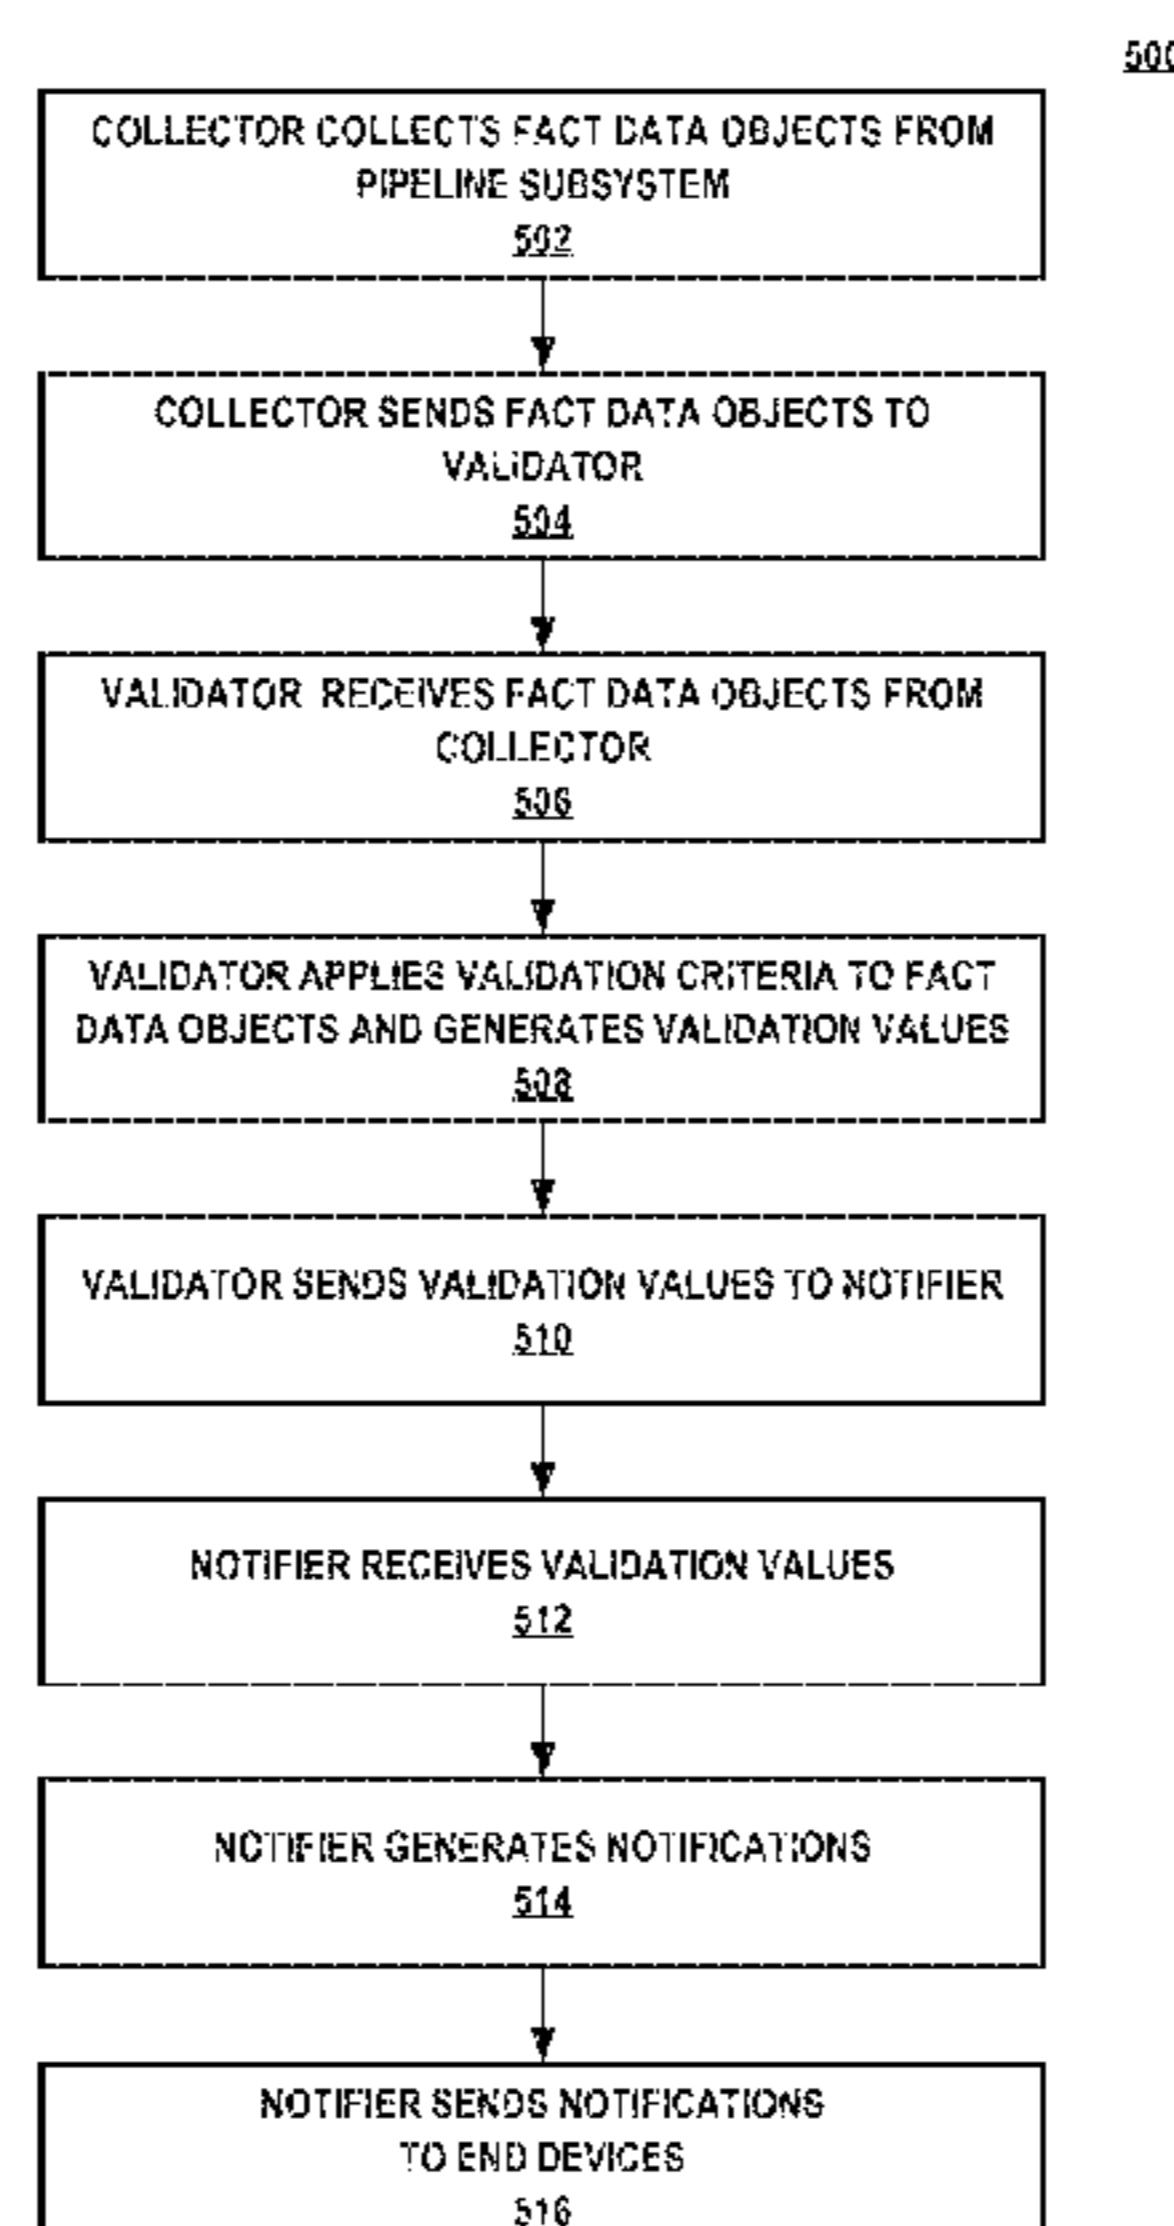 500
COLLECTOR COLLECTS FACT DATA OBJECTS FROM
PIPELINE SUBSYSTEM
502
COLLECTOR SENDS FACT DATA OBJECTS TO
VALIDATOR
504
VALIDATOR RECEIVES FACT DATA OBJECTS FROM
COLLECTOR
506
VALIDATOR APPLIES VALIDATION CRITERIA TO FACT
DATA OBJECTS AND GENERATES VALIDATION VALUES
508
VALIDATOR SENDS VALIDATION VALUES TO NOTIFIER
510
NOTIFIER RECEIVES VALIDATION VALUES
512
NOTIFIER GENERATES NOTIFICATIONS
514
NOTIFIER SENDS NOTIFICATIONS
TO END DEVICES
516